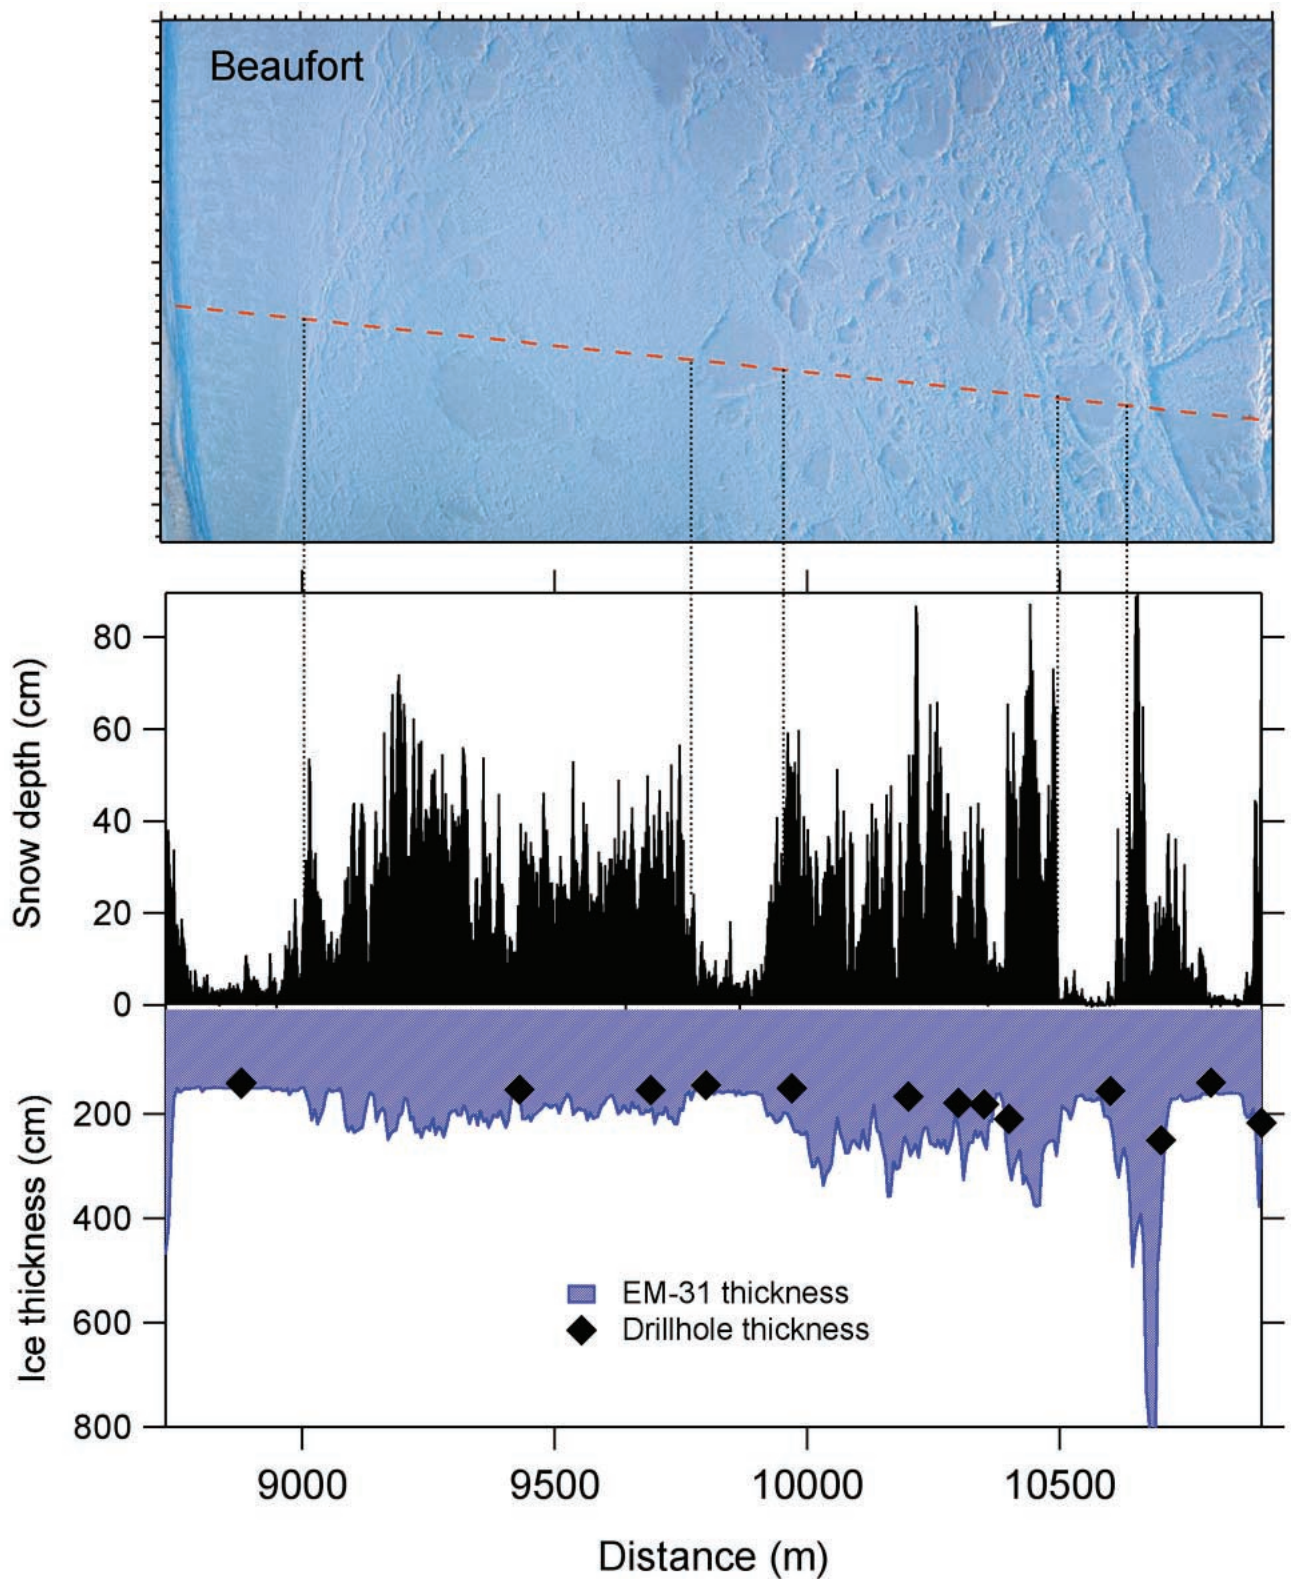 Beaufort
Snow depth (cm)
80
60
40
20
0
Ice thickness (cm)
200
400
600
800
EM-31 thickness
Drillhole thickness
9000
9500
10000
10500
Distance (m)